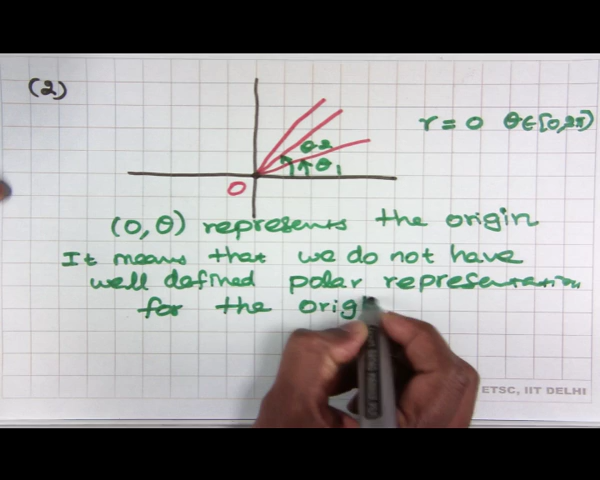 (2)
r = 0 θ∈[0,2π)
θ2
θ1
O
(0, θ) represents the origin
It means that we do not have
well defined polar representation
for the orig
ETSC, IIT DELHI